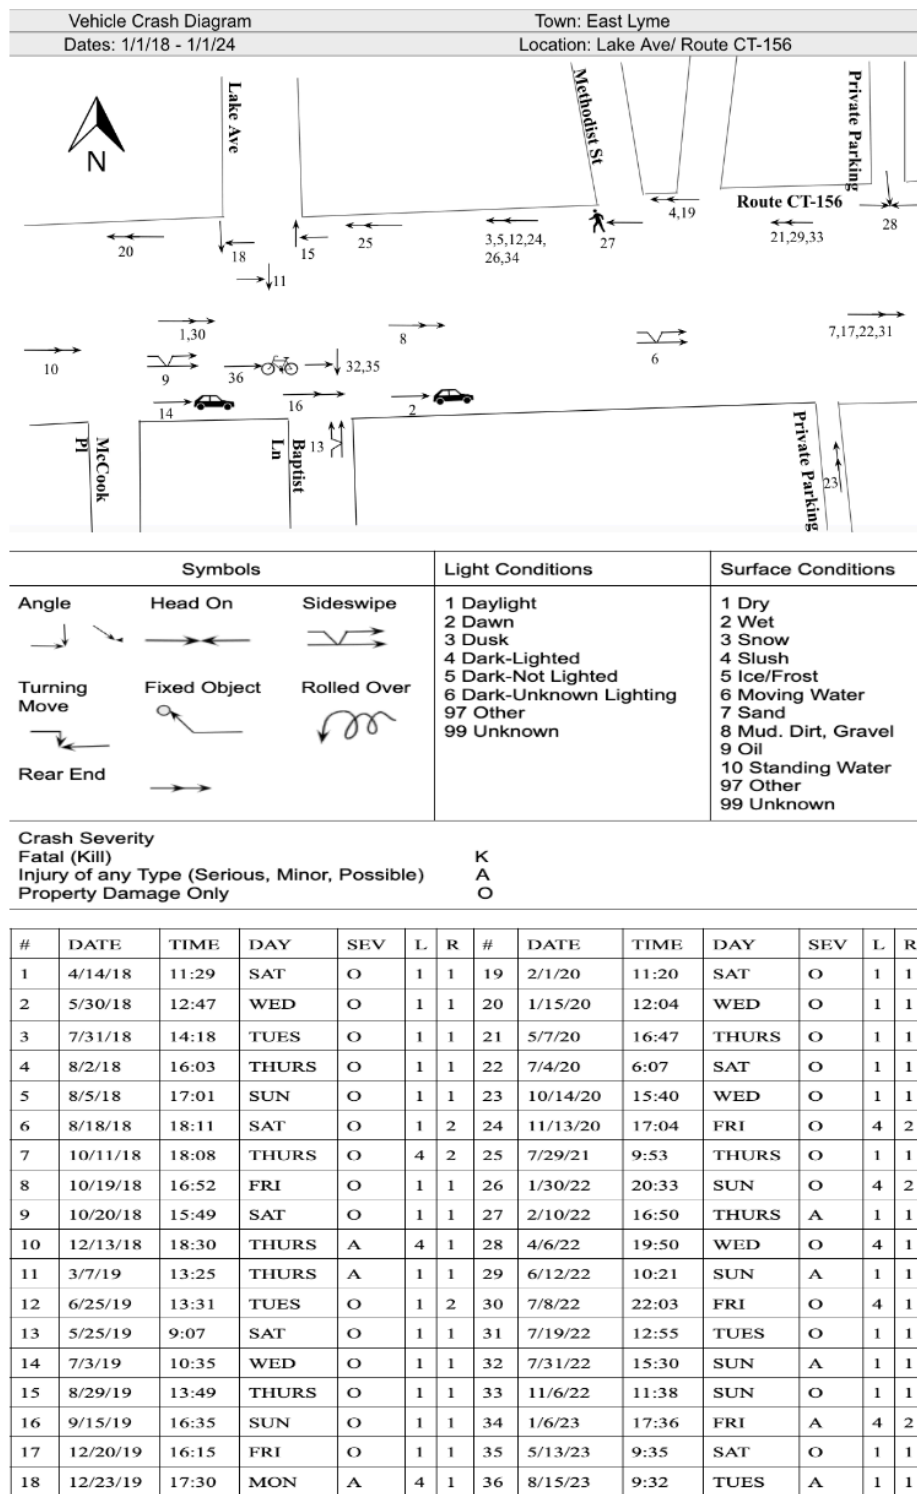 Vehicle Crash Diagram Town: East Lyme
Dates: 1/1/18 - 1/1/24 Location: Lake Ave/ Route CT-156
Lake Ave
Methodist St
Private Parking
N
Route CT-156
4,19
20
18
15
25
3,5,12,24,
26,34
27
21,29,33
28
11
1,30
8
7,17,22,31
10
9
36
32,35
6
14
16
2
McCook Pl
Baptist Ln
13
Private Parking
23
Symbols
Angle Head On Sideswipe
Turning Move Fixed Object Rolled Over
Rear End
Light Conditions
1 Daylight
2 Dawn
3 Dusk
4 Dark-Lighted
5 Dark-Not Lighted
6 Dark-Unknown Lighting
97 Other
99 Unknown
Surface Conditions
1 Dry
2 Wet
3 Snow
4 Slush
5 Ice/Frost
6 Moving Water
7 Sand
8 Mud. Dirt, Gravel
9 Oil
10 Standing Water
97 Other
99 Unknown
Crash Severity
Fatal (Kill) K
Injury of any Type (Serious, Minor, Possible) A
Property Damage Only O
# DATE TIME DAY SEV L R # DATE TIME DAY SEV L R
1 4/14/18 11:29 SAT O 1 1 19 2/1/20 11:20 SAT O 1 1
2 5/30/18 12:47 WED O 1 1 20 1/15/20 12:04 WED O 1 1
3 7/31/18 14:18 TUES O 1 1 21 5/7/20 16:47 THURS O 1 1
4 8/2/18 16:03 THURS O 1 1 22 7/4/20 6:07 SAT O 1 1
5 8/5/18 17:01 SUN O 1 1 23 10/14/20 15:40 WED O 1 1
6 8/18/18 18:11 SAT O 1 2 24 11/13/20 17:04 FRI O 4 2
7 10/11/18 18:08 THURS O 4 2 25 7/29/21 9:53 THURS O 1 1
8 10/19/18 16:52 FRI O 1 1 26 1/30/22 20:33 SUN O 4 2
9 10/20/18 15:49 SAT O 1 1 27 2/10/22 16:50 THURS A 1 1
10 12/13/18 18:30 THURS A 4 1 28 4/6/22 19:50 WED O 4 1
11 3/7/19 13:25 THURS A 1 1 29 6/12/22 10:21 SUN A 1 1
12 6/25/19 13:31 TUES O 1 2 30 7/8/22 22:03 FRI O 4 1
13 5/25/19 9:07 SAT O 1 1 31 7/19/22 12:55 TUES O 1 1
14 7/3/19 10:35 WED O 1 1 32 7/31/22 15:30 SUN A 1 1
15 8/29/19 13:49 THURS O 1 1 33 11/6/22 11:38 SUN O 1 1
16 9/15/19 16:35 SUN O 1 1 34 1/6/23 17:36 FRI A 4 2
17 12/20/19 16:15 FRI O 1 1 35 5/13/23 9:35 SAT O 1 1
18 12/23/19 17:30 MON A 4 1 36 8/15/23 9:32 TUES A 1 1